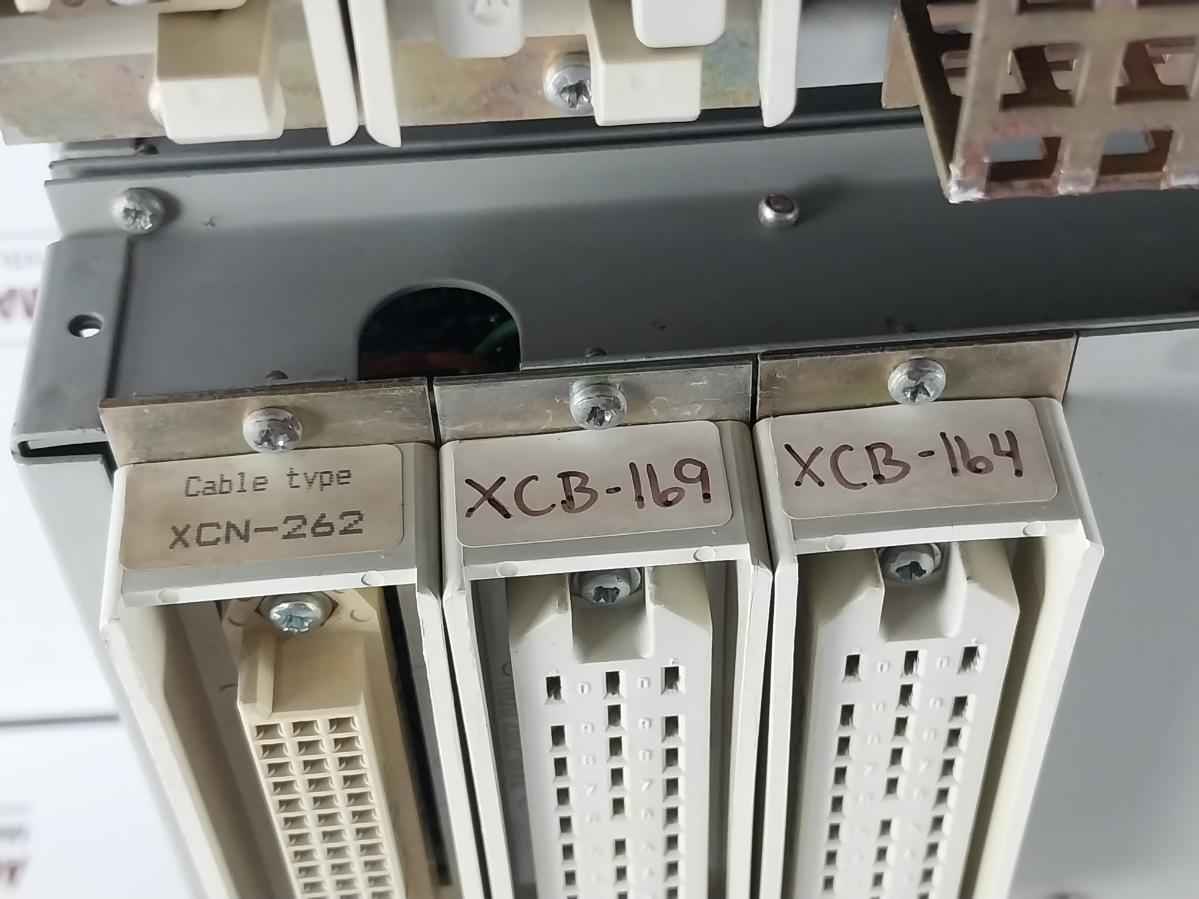 Cable type
XCN-262
XCB-169
XCB-164